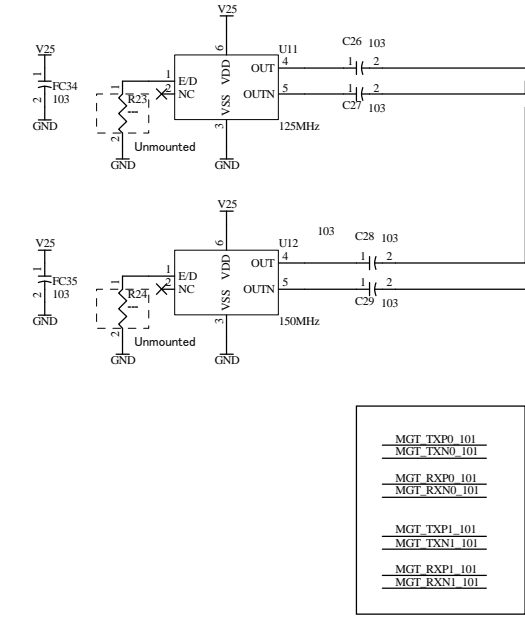 V25
U11
C26 103
V25
6
VDD
OUT 4
1 2
1
FC34
2 103
GND
1
R23
---
2
Unmounted
GND
1 E/D
2 NC
VSS
3
GND
OUTN 5
1 2
C27 103
125MHz
V25
U12
103
C28 103
V25
6
VDD
OUT 4
1 2
1
FC35
2 103
GND
1
R24
---
2
Unmounted
GND
1 E/D
2 NC
VSS
3
GND
OUTN 5
1 2
C29 103
150MHz
MGT_TXP0_101
MGT_TXN0_101
MGT_RXP0_101
MGT_RXN0_101
MGT_TXP1_101
MGT_TXN1_101
MGT_RXP1_101
MGT_RXN1_101